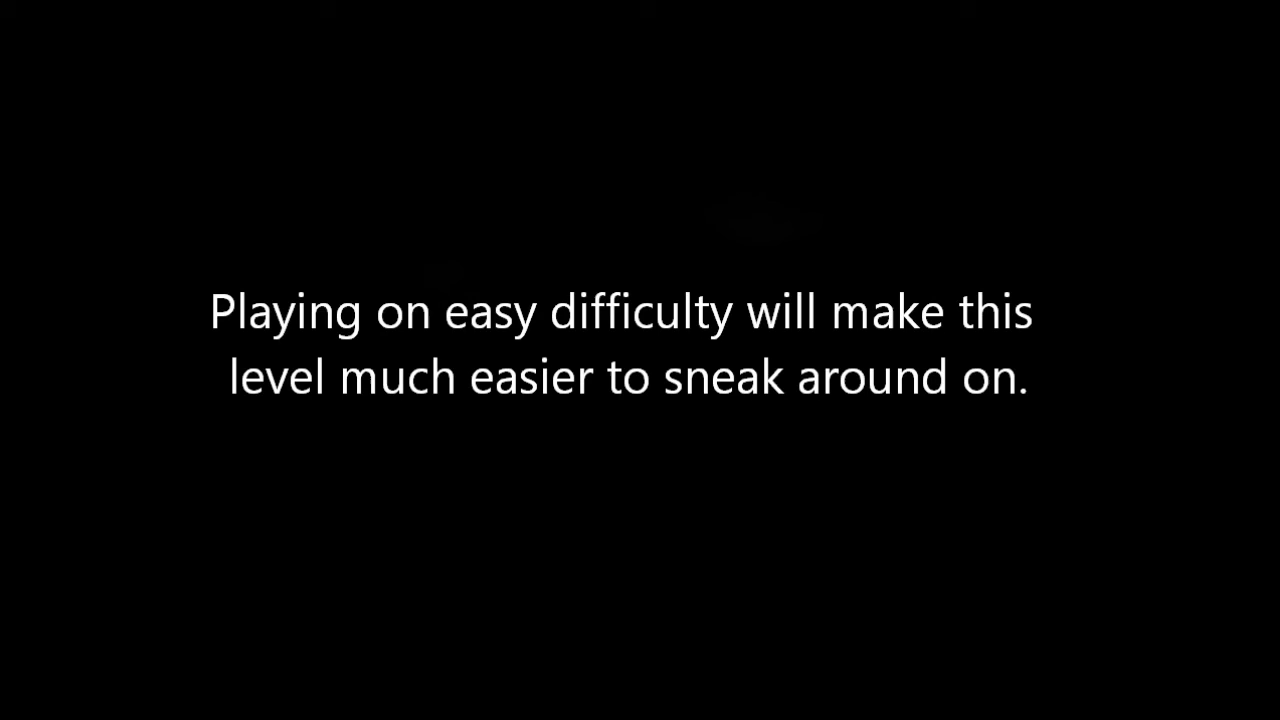 Playing on easy difficulty will make this
level much easier to sneak around on.